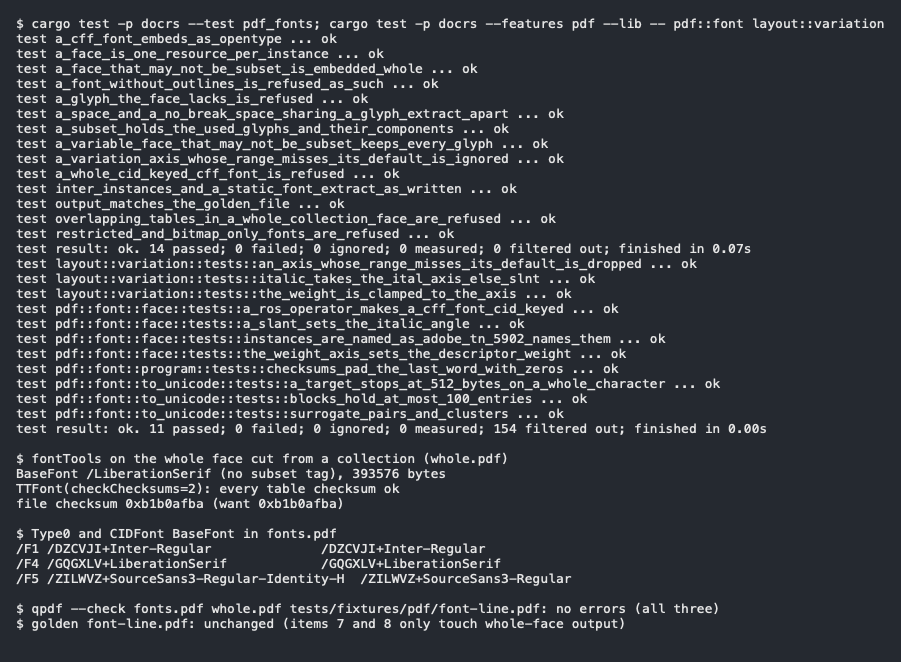 $ cargo test -p docrs --test pdf_fonts; cargo test -p docrs --features pdf --lib -- pdf::font layout::variation
test a_cff_font_embeds_as_opentype ... ok
test a_face_is_one_resource_per_instance ... ok
test a_face_that_may_not_be_subset_is_embedded_whole ... ok
test a_font_without_outlines_is_refused_as_such ... ok
test a_glyph_the_face_lacks_is_refused ... ok
test a_space_and_a_no_break_space_sharing_a_glyph_extract_apart ... ok
test a_subset_holds_the_used_glyphs_and_their_components ... ok
test a_variable_face_that_may_not_be_subset_keeps_every_glyph ... ok
test a_variation_axis_whose_range_misses_its_default_is_ignored ... ok
test a_whole_cid_keyed_cff_font_is_refused ... ok
test inter_instances_and_a_static_font_extract_as_written ... ok
test output_matches_the_golden_file ... ok
test overlapping_tables_in_a_whole_collection_face_are_refused ... ok
test restricted_and_bitmap_only_fonts_are_refused ... ok
test result: ok. 14 passed; 0 failed; 0 ignored; 0 measured; 0 filtered out; finished in 0.07s
test layout::variation::tests::an_axis_whose_range_misses_its_default_is_dropped ... ok
test layout::variation::tests::italic_takes_the_ital_axis_else_slnt ... ok
test layout::variation::tests::the_weight_is_clamped_to_the_axis ... ok
test pdf::font::face::tests::a_ros_operator_makes_a_cff_font_cid_keyed ... ok
test pdf::font::face::tests::a_slant_sets_the_italic_angle ... ok
test pdf::font::face::tests::instances_are_named_as_adobe_tn_5902_names_them ... ok
test pdf::font::face::tests::the_weight_axis_sets_the_descriptor_weight ... ok
test pdf::font::program::tests::checksums_pad_the_last_word_with_zeros ... ok
test pdf::font::to_unicode::tests::a_target_stops_at_512_bytes_on_a_whole_character ... ok
test pdf::font::to_unicode::tests::blocks_hold_at_most_100_entries ... ok
test pdf::font::to_unicode::tests::surrogate_pairs_and_clusters ... ok
test result: ok. 11 passed; 0 failed; 0 ignored; 0 measured; 154 filtered out; finished in 0.00s

$ fontTools on the whole face cut from a collection (whole.pdf)
BaseFont /LiberationSerif (no subset tag), 393576 bytes
TTFont(checkChecksums=2): every table checksum ok
file checksum 0xb1b0afba (want 0xb1b0afba)

$ Type0 and CIDFont BaseFont in fonts.pdf
/F1 /DZCVJI+Inter-Regular              /DZCVJI+Inter-Regular
/F4 /GQGXLV+LiberationSerif            /GQGXLV+LiberationSerif
/F5 /ZILWVZ+SourceSans3-Regular-Identity-H  /ZILWVZ+SourceSans3-Regular

$ qpdf --check fonts.pdf whole.pdf tests/fixtures/pdf/font-line.pdf: no errors (all three)
$ golden font-line.pdf: unchanged (items 7 and 8 only touch whole-face output)